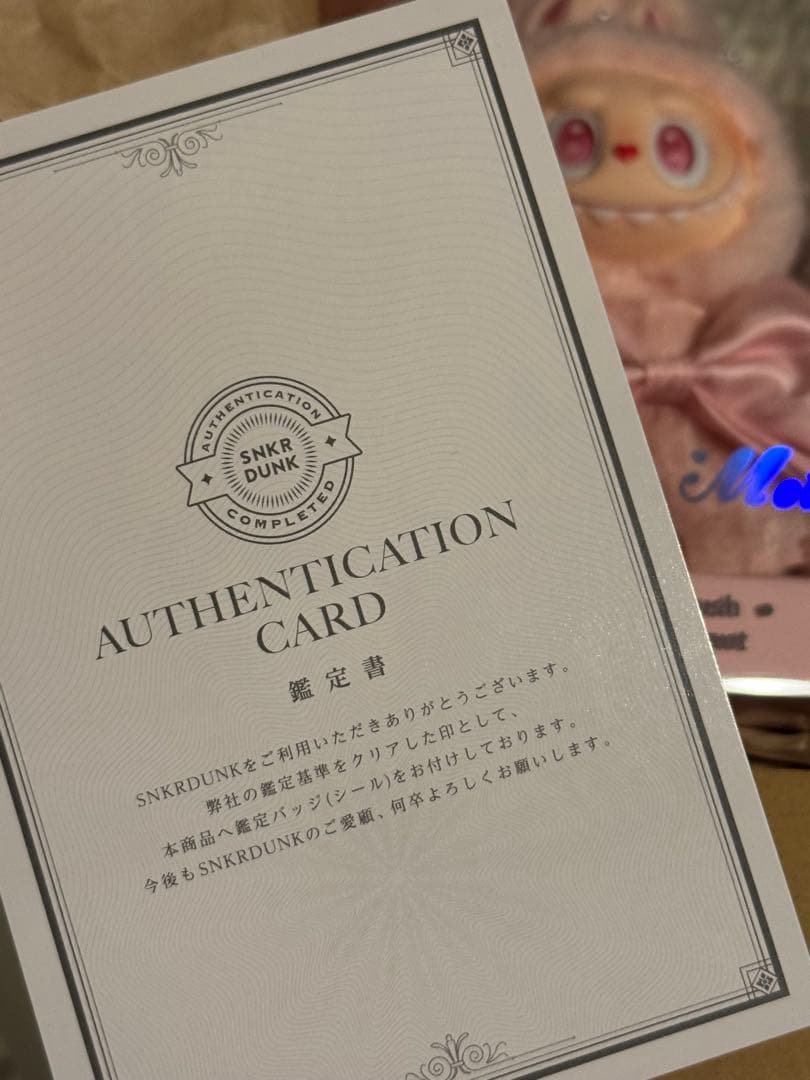 AUTHENTICATION
SNKR
DUNK
COMPLETED
AUTHENTICATION
CARD
鑑定書
SNKRDUNKをご利用いただきありがとうございます。
弊社の鑑定基準をクリアした印として、
本商品へ鑑定バッジ(シール)をお付けしております。
今後もSNKRDUNKのご愛顧、何卒よろしくお願いします。